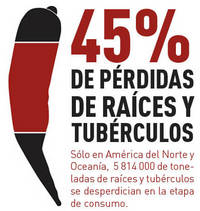 45%
DE PÉRDIDAS
DE RAÍCES Y
TUBÉRCULOS
Sólo en América del Norte y
Oceanía, 5 814 000 de tone-
ladas de raíces y tubérculos
se desperdician en la etapa
de consumo.